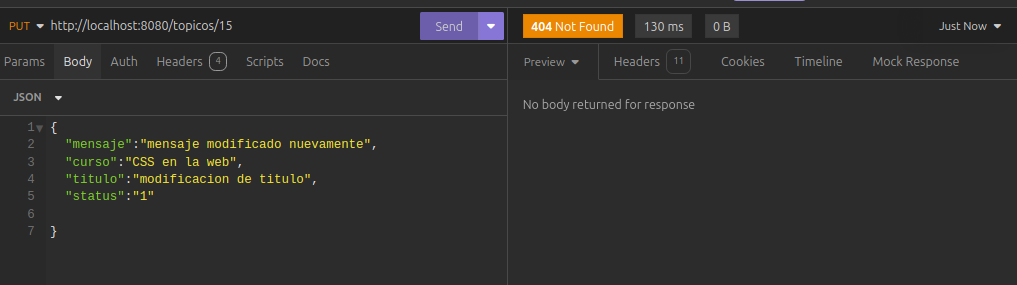 PUT http://localhost:8080/topicos/15 Send
Params Body Auth Headers 4 Scripts Docs
JSON
1 {
2 "mensaje":"mensaje modificado nuevamente",
3 "curso":"CSS en la web",
4 "titulo":"modificacion de titulo",
5 "status":"1"
6
7 }
404 Not Found 130 ms 0 B Just Now
Preview Headers 11 Cookies Timeline Mock Response
No body returned for response